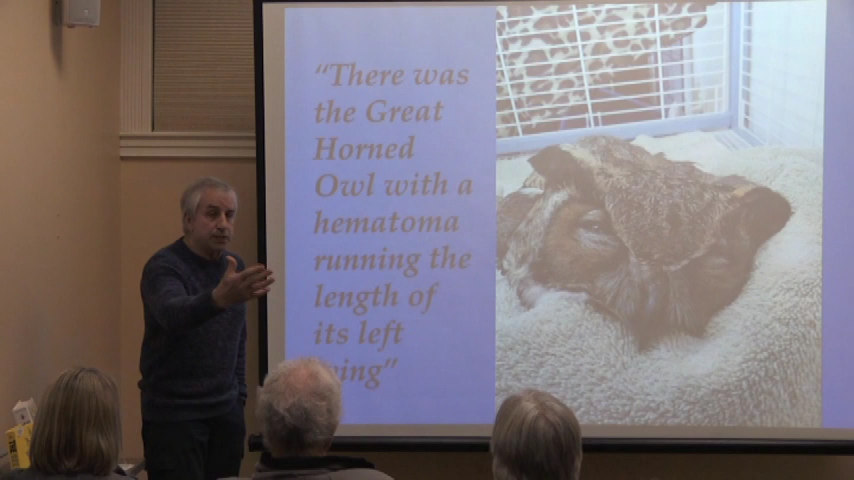 “There was
the Great
Horned
Owl with a
hematoma
running the
length of
its left
wing”